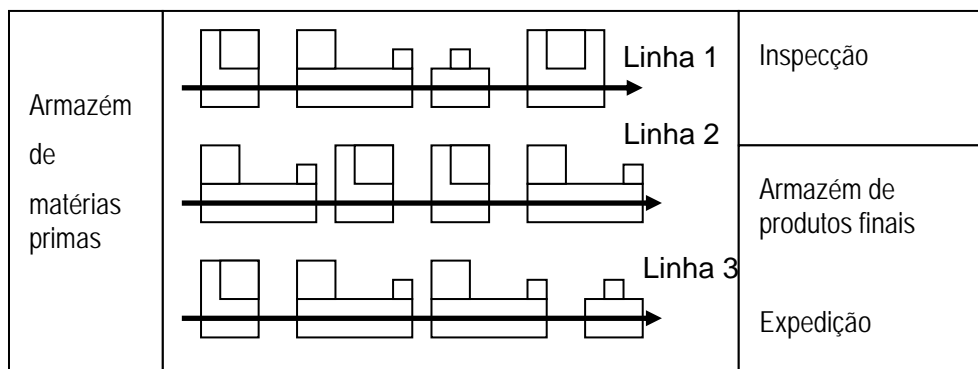 Armazém
de
matérias
primas
Linha 1
Linha 2
Linha 3
Inspecção
Armazém de
produtos finais
Expedição